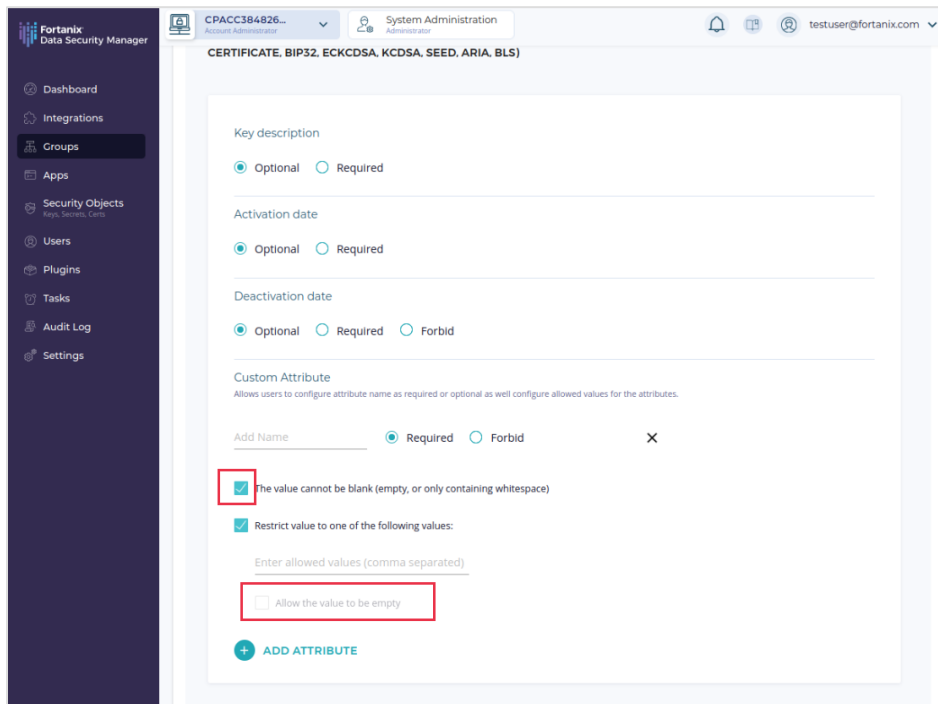 Fortanix
Data Security Manager
CPACC384826...
Account Administrator
System Administration
Administrator
testuser@fortanix.com
Dashboard
Integrations
Groups
Apps
Security Objects
Keys, Secrets, Certs
Users
Plugins
Tasks
Audit Log
Settings
CERTIFICATE, BIP32, ECKCDSA, KCDSA, SEED, ARIA, BLS)
Key description
Optional Required
Activation date
Optional Required
Deactivation date
Optional Required Forbid
Custom Attribute
Allows users to configure attribute name as required or optional as well configure allowed values for the attributes.
Add Name Required Forbid
The value cannot be blank (empty, or only containing whitespace)
Restrict value to one of the following values:
Enter allowed values (comma separated)
Allow the value to be empty
ADD ATTRIBUTE